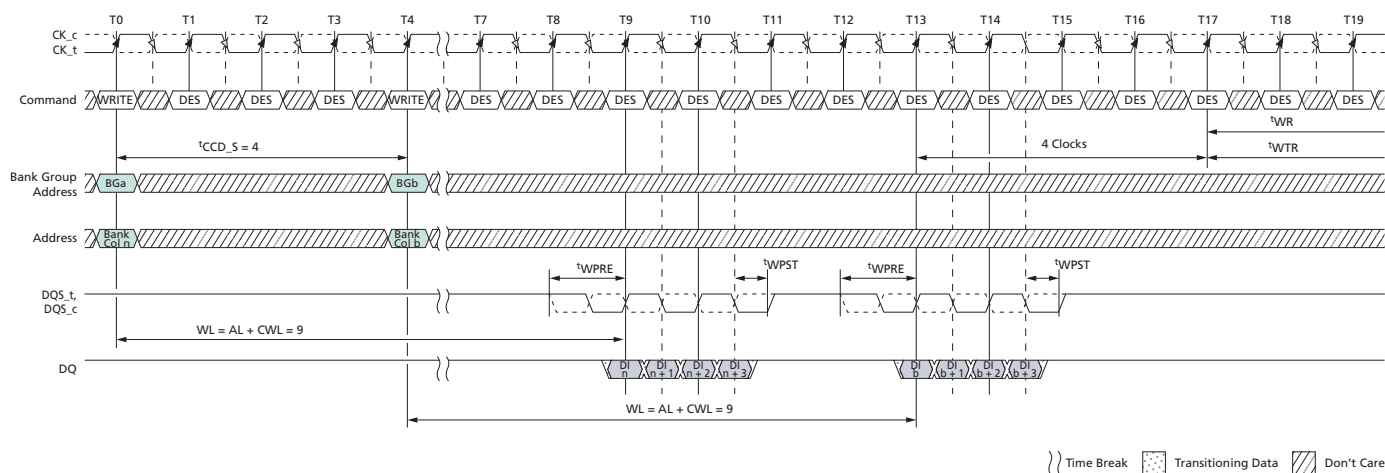 T0 T1 T2 T3 T4 T7 T8 T9 T10 T11 T12 T13 T14 T15 T16 T17 T18 T19
CK_c
CK_t
Command WRITE DES DES DES WRITE DES DES DES DES DES DES DES DES DES DES DES DES DES
tWR
tCCD_S = 4 4 Clocks tWTR
Bank Group
Address BGa BGb
Address Bank
Col n Bank
Col b
tWPRE tWPST tWPRE tWPST
DQS_t,
DQS_c
WL = AL + CWL = 9
DQ DI
n DI
n + 1 DI
n + 2 DI
n + 3 DI
b DI
b + 1 DI
b + 2 DI
b + 3
WL = AL + CWL = 9
Time Break Transitioning Data Don't Care